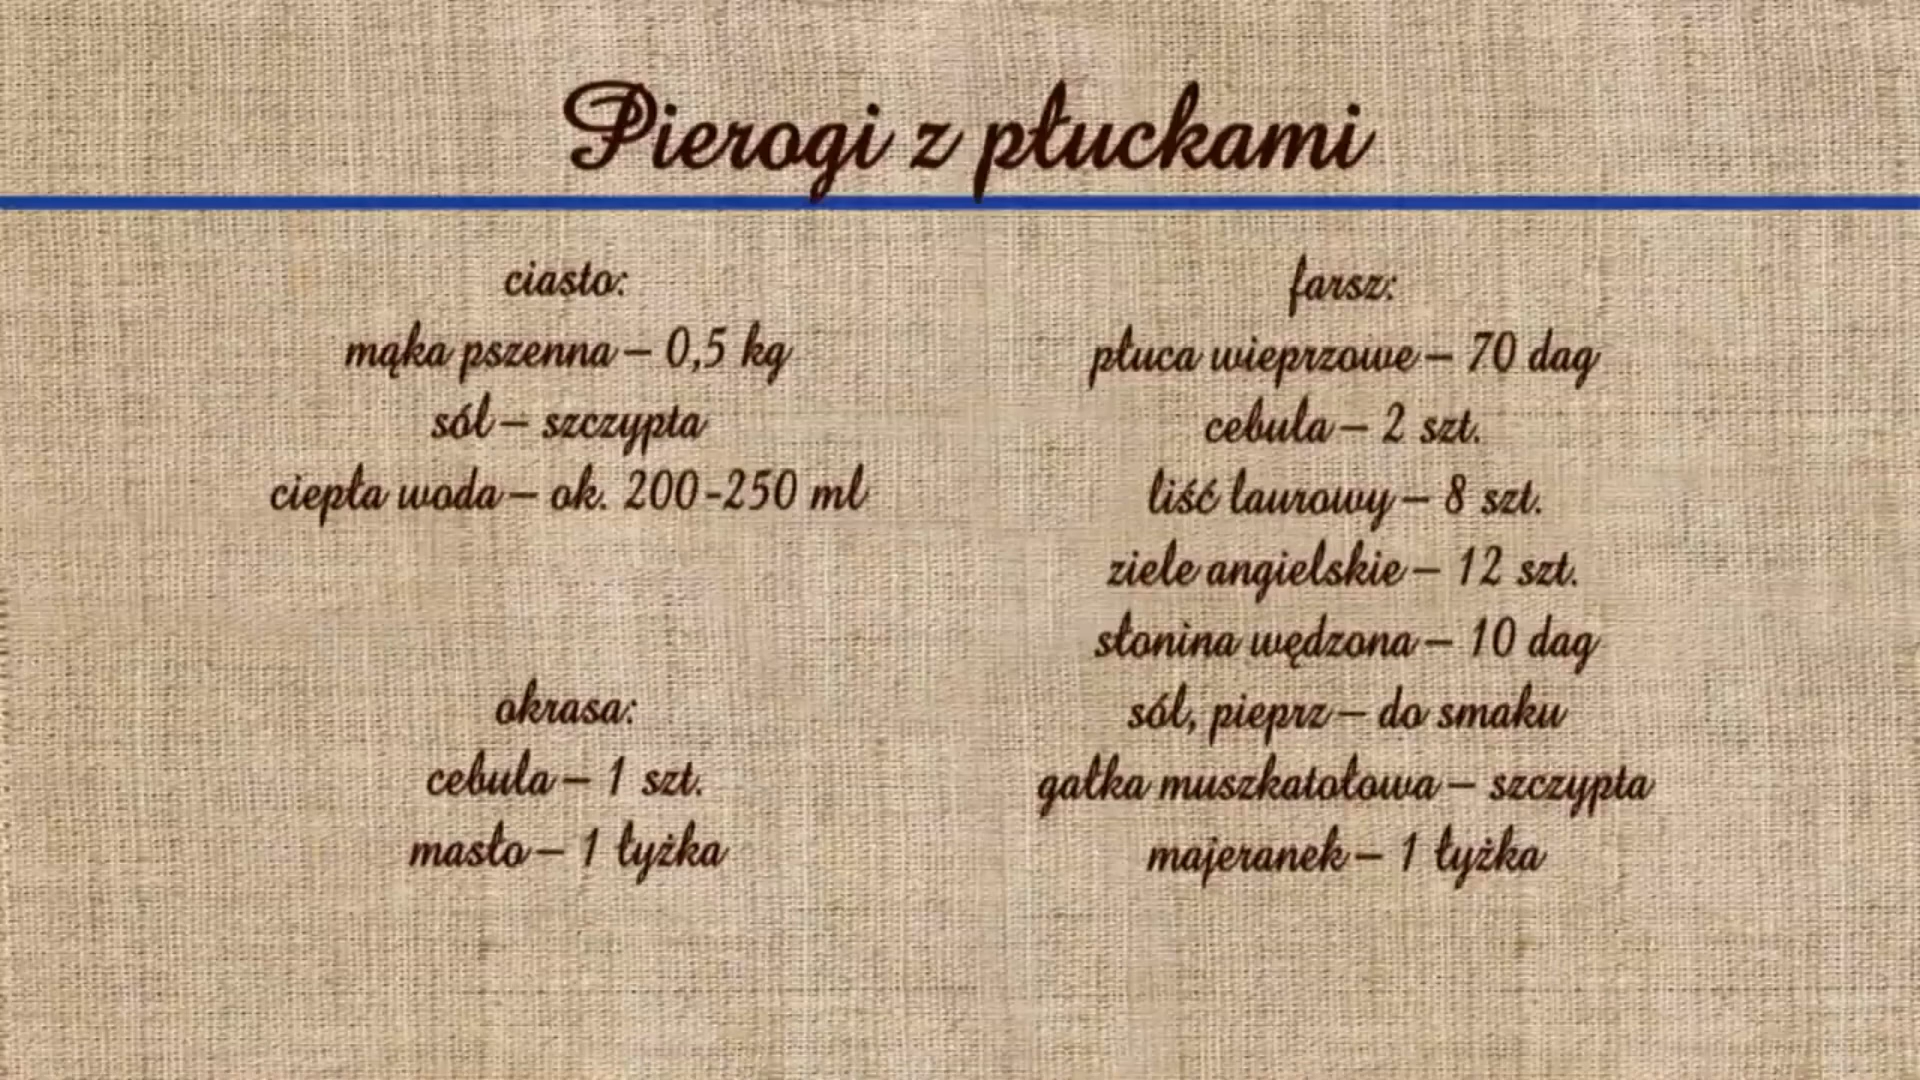 Pierogi z płuckami
ciasto:
mąka pszenna – 0,5 kg
sól – szczypta
ciepła woda – ok. 200-250 ml
okrasa:
cebula – 1 szt.
masło – 1 łyżka
farsz:
płuca wieprzowe – 70 dag
cebula – 2 szt.
liść laurowy – 8 szt.
ziele angielskie – 12 szt.
słonina wędzona – 10 dag
sól, pieprz – do smaku
gałka muszkatołowa – szczypta
majeranek – 1 łyżka